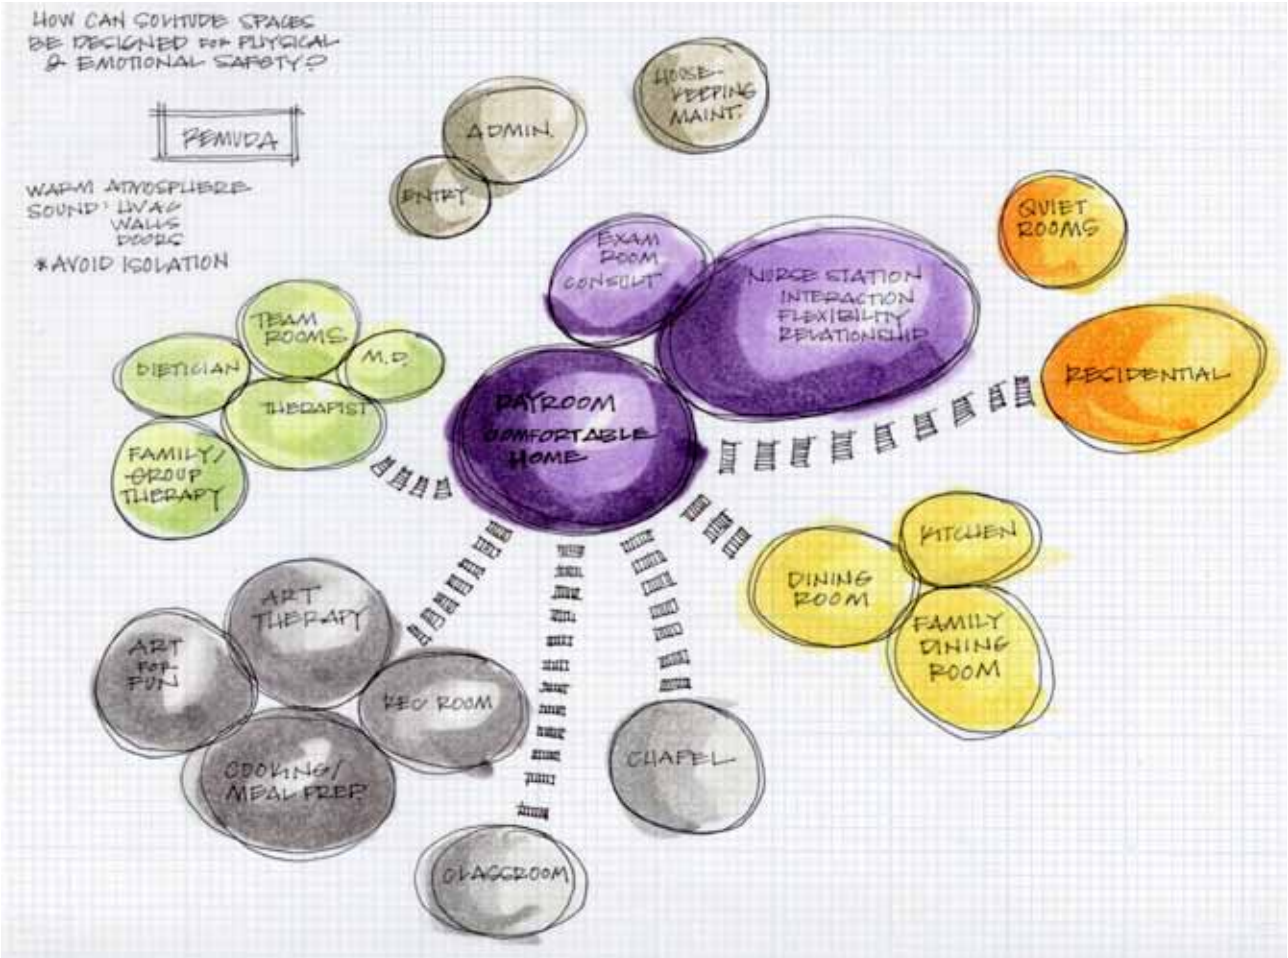 HOW CAN SOLITUDE SPACES
BE DESIGNED FOR PHYSICAL
& EMOTIONAL SAFETY?
REMUDA
WARM ATMOSPHERE
SOUND: HVAC
WALLS
DOORS
*AVOID ISOLATION
ADMIN.
ENTRY
HOUSE-
KEEPING
MAINT.
EXAM
ROOM
CONSULT
NURSE STATION
INTERACTION
FLEXIBILITY
RELATIONSHIP
QUIET
ROOMS
RESIDENTIAL
TEAM
ROOMS
DIETICIAN
M.D.
THERAPIST
FAMILY/
GROUP
THERAPY
DAYROOM
COMFORTABLE
HOME
KITCHEN
DINING
ROOM
FAMILY
DINING
ROOM
ART
THERAPY
ART
FOR
FUN
REC ROOM
COOKING/
MEAL PREP.
CHAPEL
CLASSROOM